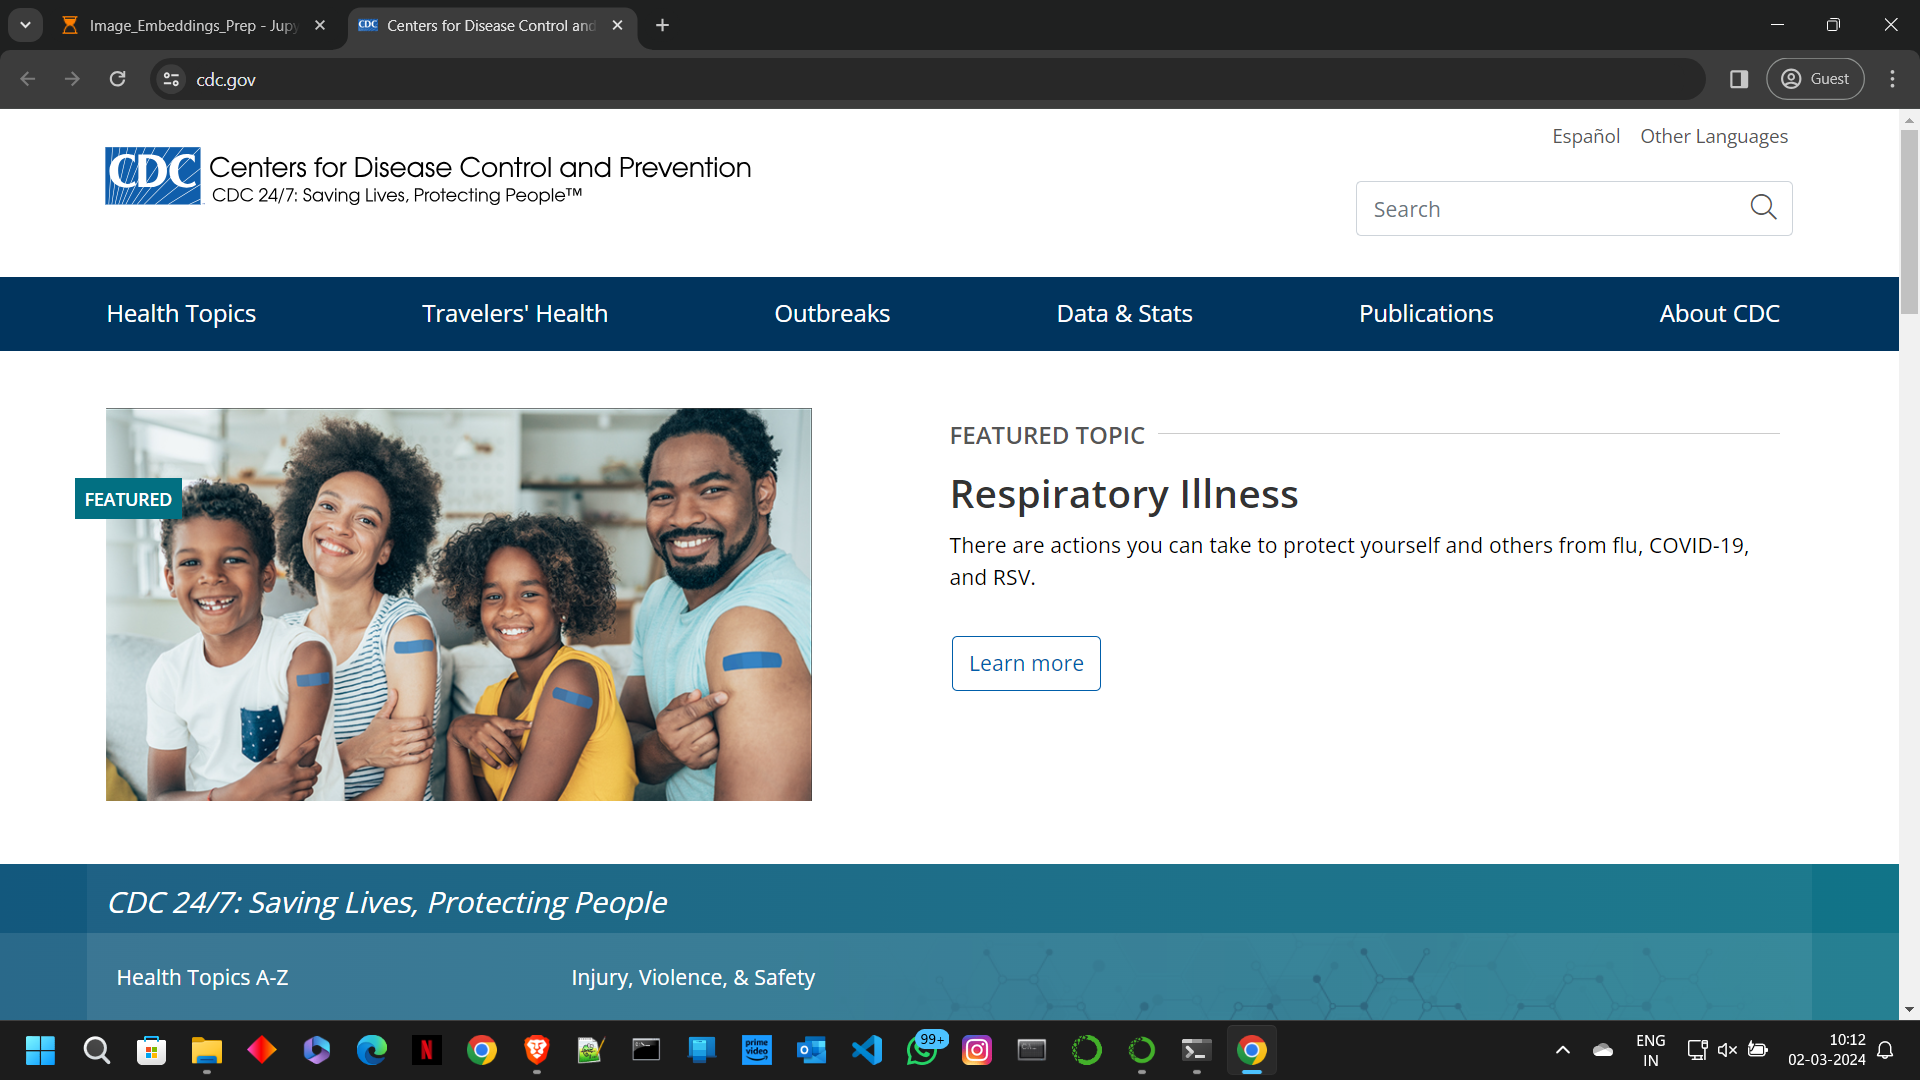 Image_Embeddings_Prep - Jupy
CDC Centers for Disease Control and
cdc.gov
Guest
Español Other Languages
CDC Centers for Disease Control and Prevention
CDC 24/7: Saving Lives, Protecting People™
Search
Health Topics Travelers' Health Outbreaks Data & Stats Publications About CDC
FEATURED
FEATURED TOPIC
Respiratory Illness
There are actions you can take to protect yourself and others from flu, COVID-19,
and RSV.
Learn more
CDC 24/7: Saving Lives, Protecting People
Health Topics A-Z Injury, Violence, & Safety
N
prime
video
99+
ENG
IN
10:12
02-03-2024